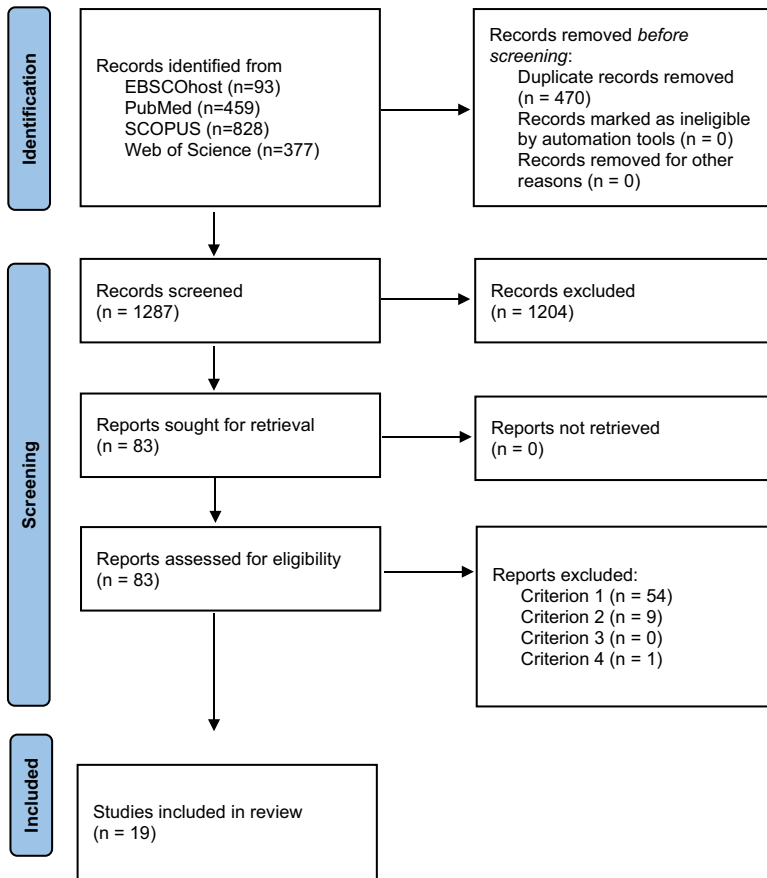 Identification
Records identified from
EBSCOhost (n=93)
PubMed (n=459)
SCOPUS (n=828)
Web of Science (n=377)
Records removed before
screening:
Duplicate records removed
(n = 470)
Records marked as ineligible
by automation tools (n = 0)
Records removed for other
reasons (n = 0)
Screening
Records screened
(n = 1287)
Records excluded
(n = 1204)
Reports sought for retrieval
(n = 83)
Reports not retrieved
(n = 0)
Reports assessed for eligibility
(n = 83)
Reports excluded:
Criterion 1 (n = 54)
Criterion 2 (n = 9)
Criterion 3 (n = 0)
Criterion 4 (n = 1)
Included
Studies included in review
(n = 19)